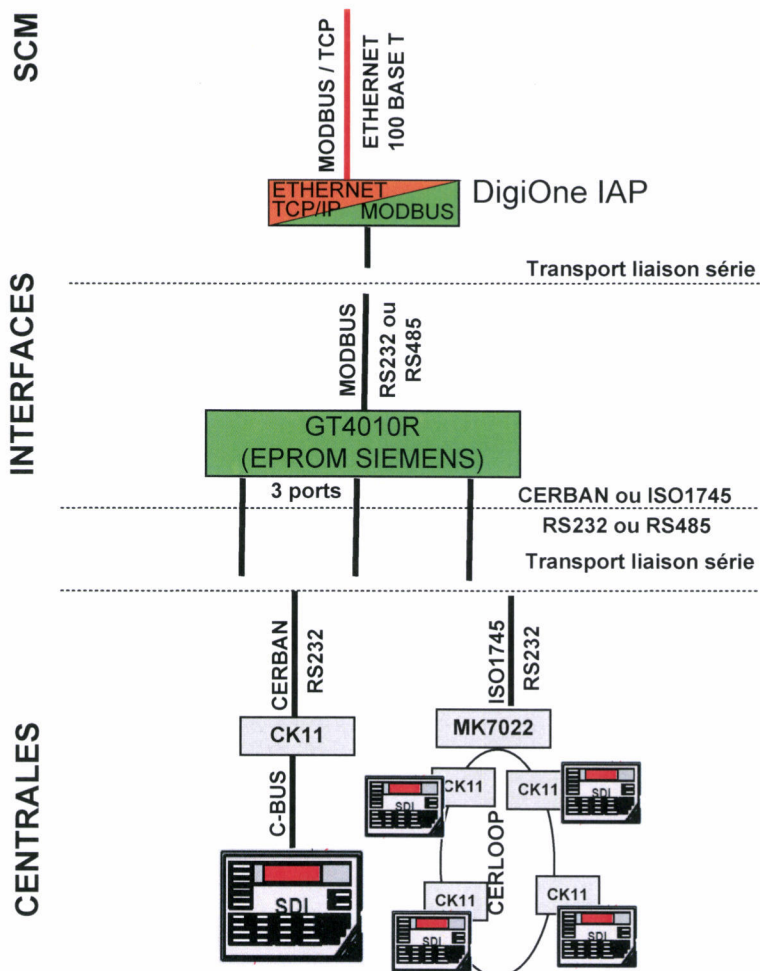 SCM
MODBUS / TCP
ETHERNET
100 BASE T
ETHERNET
TCP/IP
MODBUS
DigiOne IAP
Transport liaison série
INTERFACES
MODBUS
RS232 ou
RS485
GT4010R
(EPROM SIEMENS)
3 ports
CERBAN ou ISO1745
RS232 ou RS485
Transport liaison série
CENTRALES
CERBAN
RS232
ISO1745
RS232
CK11
MK7022
C-BUS
CK11
SDI
CK11
SDI
CERLOOP
SDI
CK11
SDI
CK11
SDI